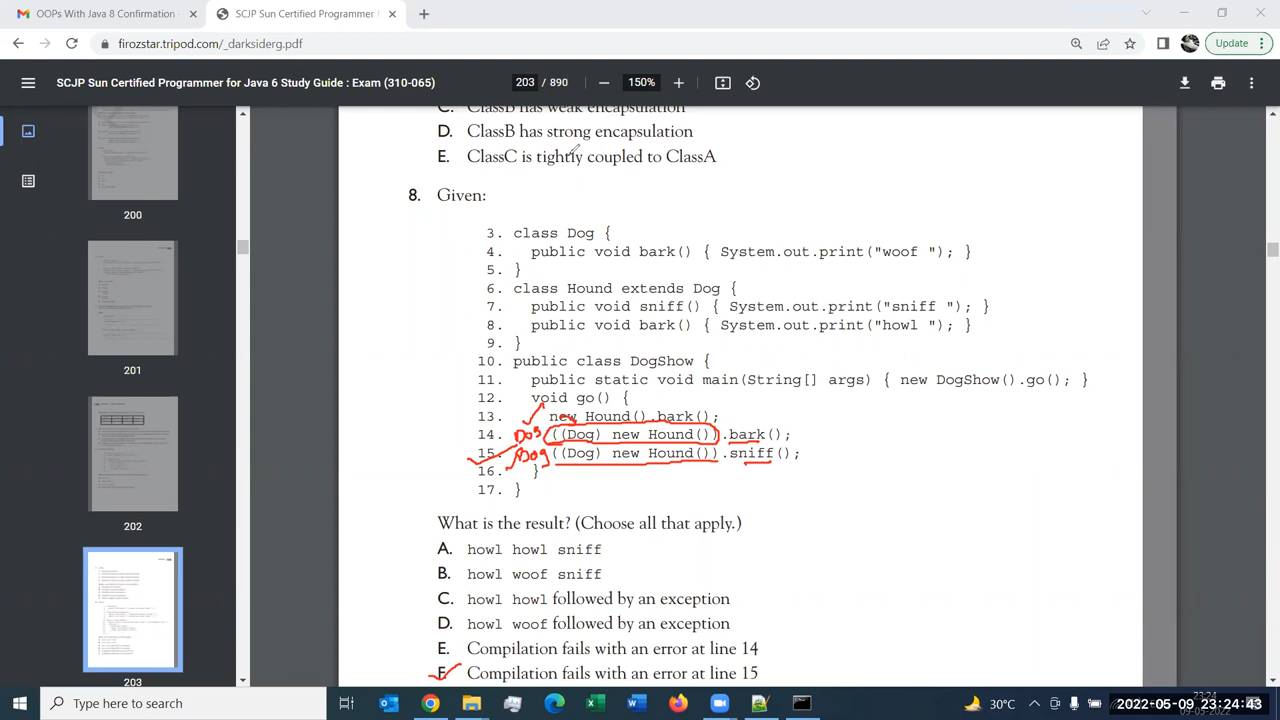 OOPs With Java 8 Confirmation
SCJP Sun Certified Programmer
firozstar.tripod.com/_darksiderg.pdf
Update
SCJP Sun Certified Programmer for Java 6 Study Guide : Exam (310-065)
203 / 890
150%
200
201
202
203
D. ClassB has strong encapsulation
E. ClassC is tightly coupled to ClassA
8. Given:
3. class Dog {
4. public void bark() { System.out.print("woof "); }
5. }
6. class Hound extends Dog {
7. public void sniff() { System.out.print("sniff "); }
8. public void bark() { System.out.print("howl "); }
9. }
10. public class DogShow {
11. public static void main(String[] args) { new DogShow().go(); }
12. void go() {
13. new Hound().bark();
14. Dog ((Dog) new Hound()).bark();
15. Dog ((Dog) new Hound()).sniff();
16. }
17. }
What is the result? (Choose all that apply.)
A. howl howl sniff
B. howl woof sniff
C. howl howl followed by an exception
D. howl woof followed by an exception
E. Compilation fails with an error at line 14
F. Compilation fails with an error at line 15
Type here to search
30°C
23:24
2022-05-09 23:24:43